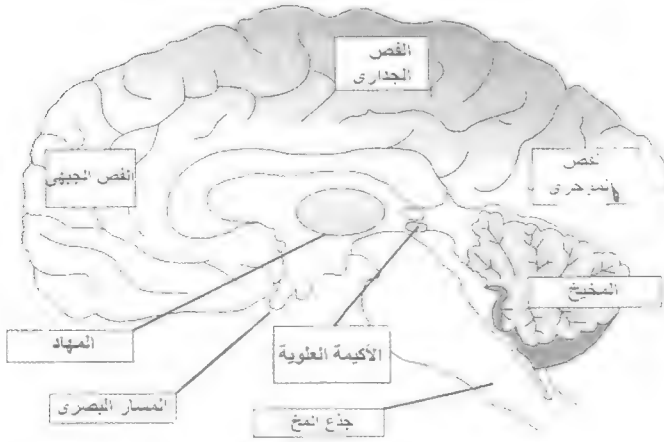 الفص
الجدارى
الفص الجبهى
المخيخ
المهاد
الأكيمة العلوية
المسار البصرى
جذع المخ